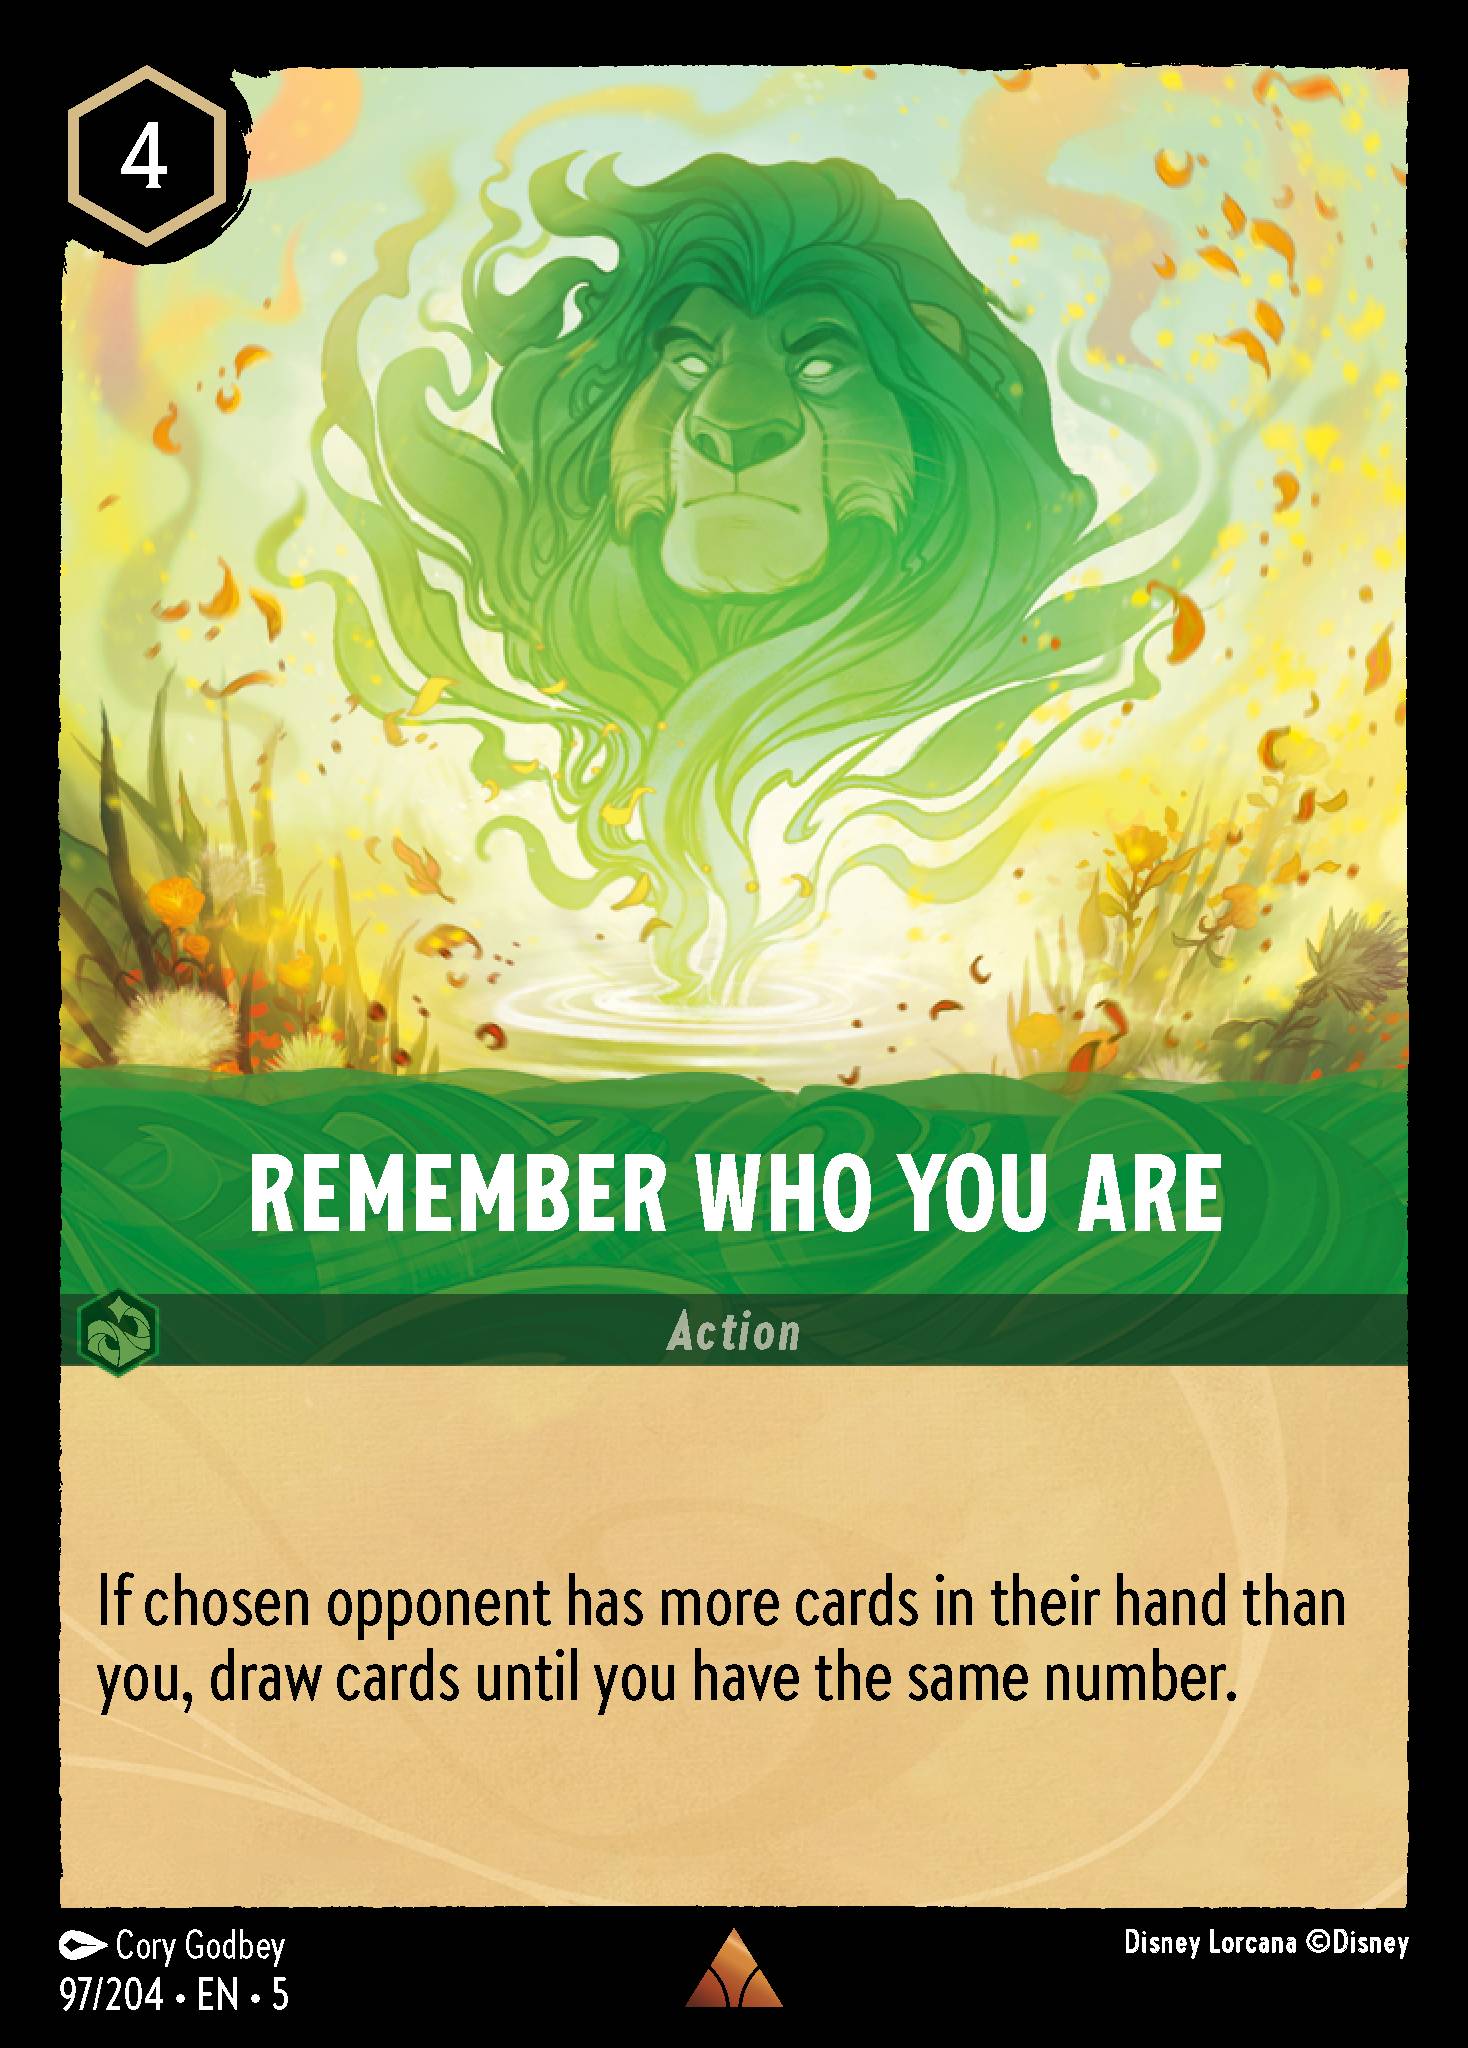 4
REMEMBER WHO YOU ARE
Action
If chosen opponent has more cards in their hand than
you, draw cards until you have the same number.
Cory Godbey
Disney Lorcana ©Disney
97/204 • EN • 5